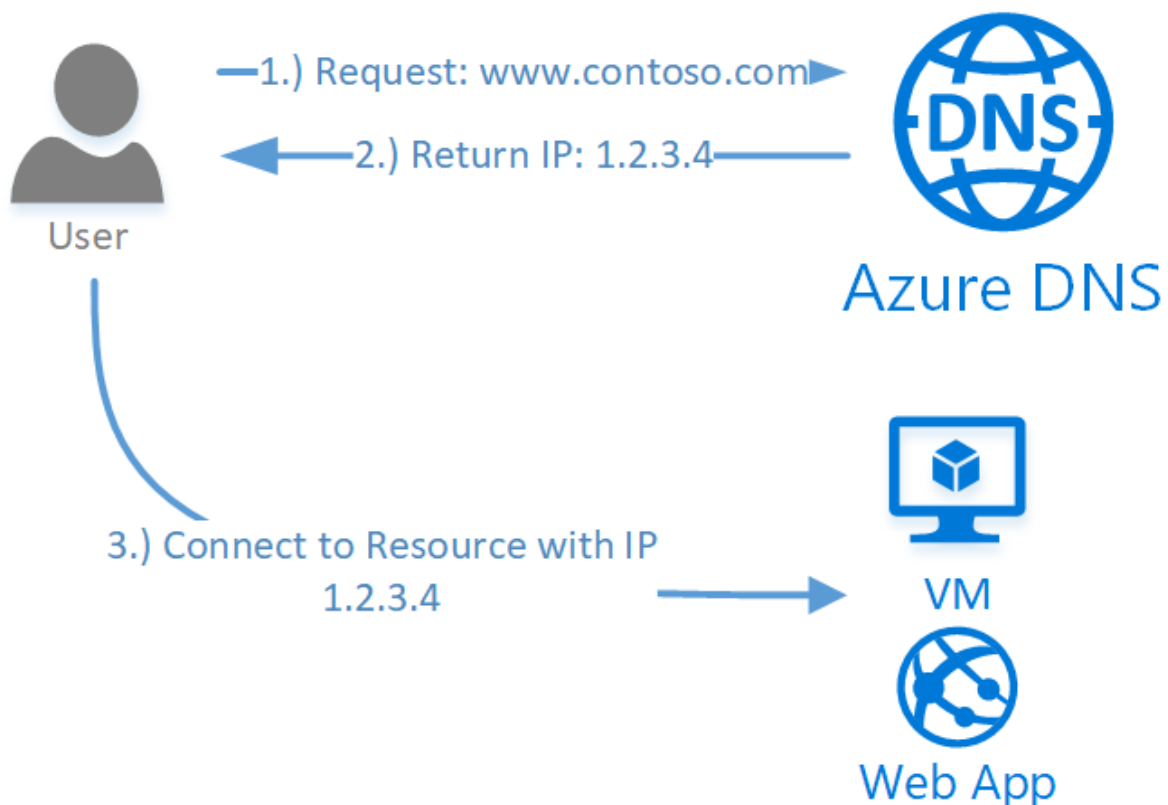 1.) Request: www.contoso.com
2.) Return IP: 1.2.3.4
DNS
User
Azure DNS
3.) Connect to Resource with IP
1.2.3.4
VM
Web App